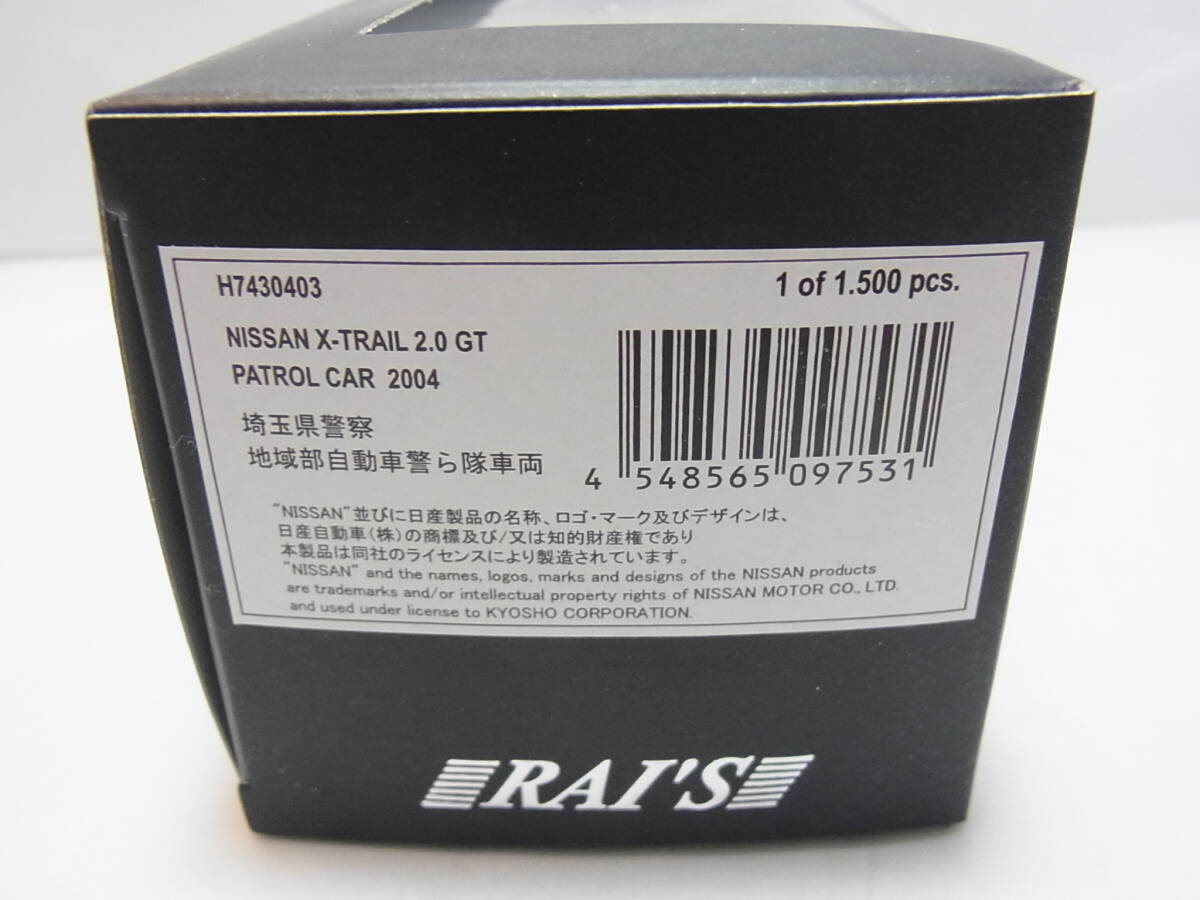 H7430403
1 of 1.500 pcs.
NISSAN X-TRAIL 2.0 GT
PATROL CAR 2004
埼玉県警察
地域部自動車警ら隊車両
4 548565 097531
"NISSAN"並びに日産製品の名称、ロゴ・マーク及びデザインは、
日産自動車(株)の商標及び/又は知的財産権であり
本製品は同社のライセンスにより製造されています。
"NISSAN" and the names, logos, marks and designs of the NISSAN products
are trademarks and/or intellectual property rights of NISSAN MOTOR CO., LTD.
and used under license to KYOSHO CORPORATION.
RAI'S